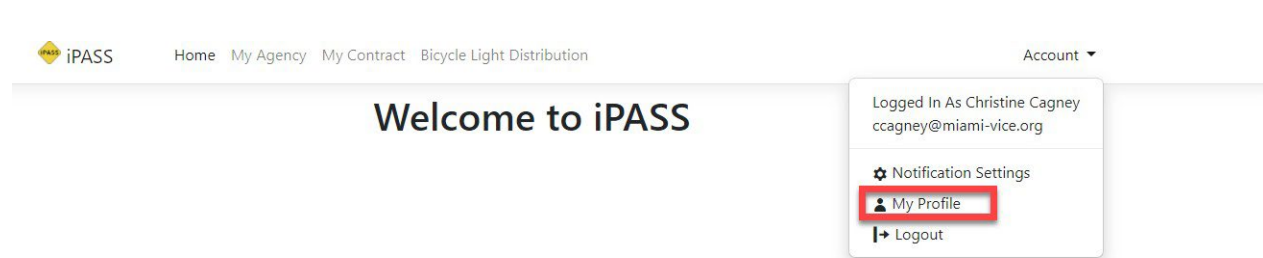 iPASS iPASS Home My Agency My Contract Bicycle Light Distribution Account
Welcome to iPASS
Logged In As Christine Cagney
ccagney@miami-vice.org
Notification Settings
My Profile
Logout